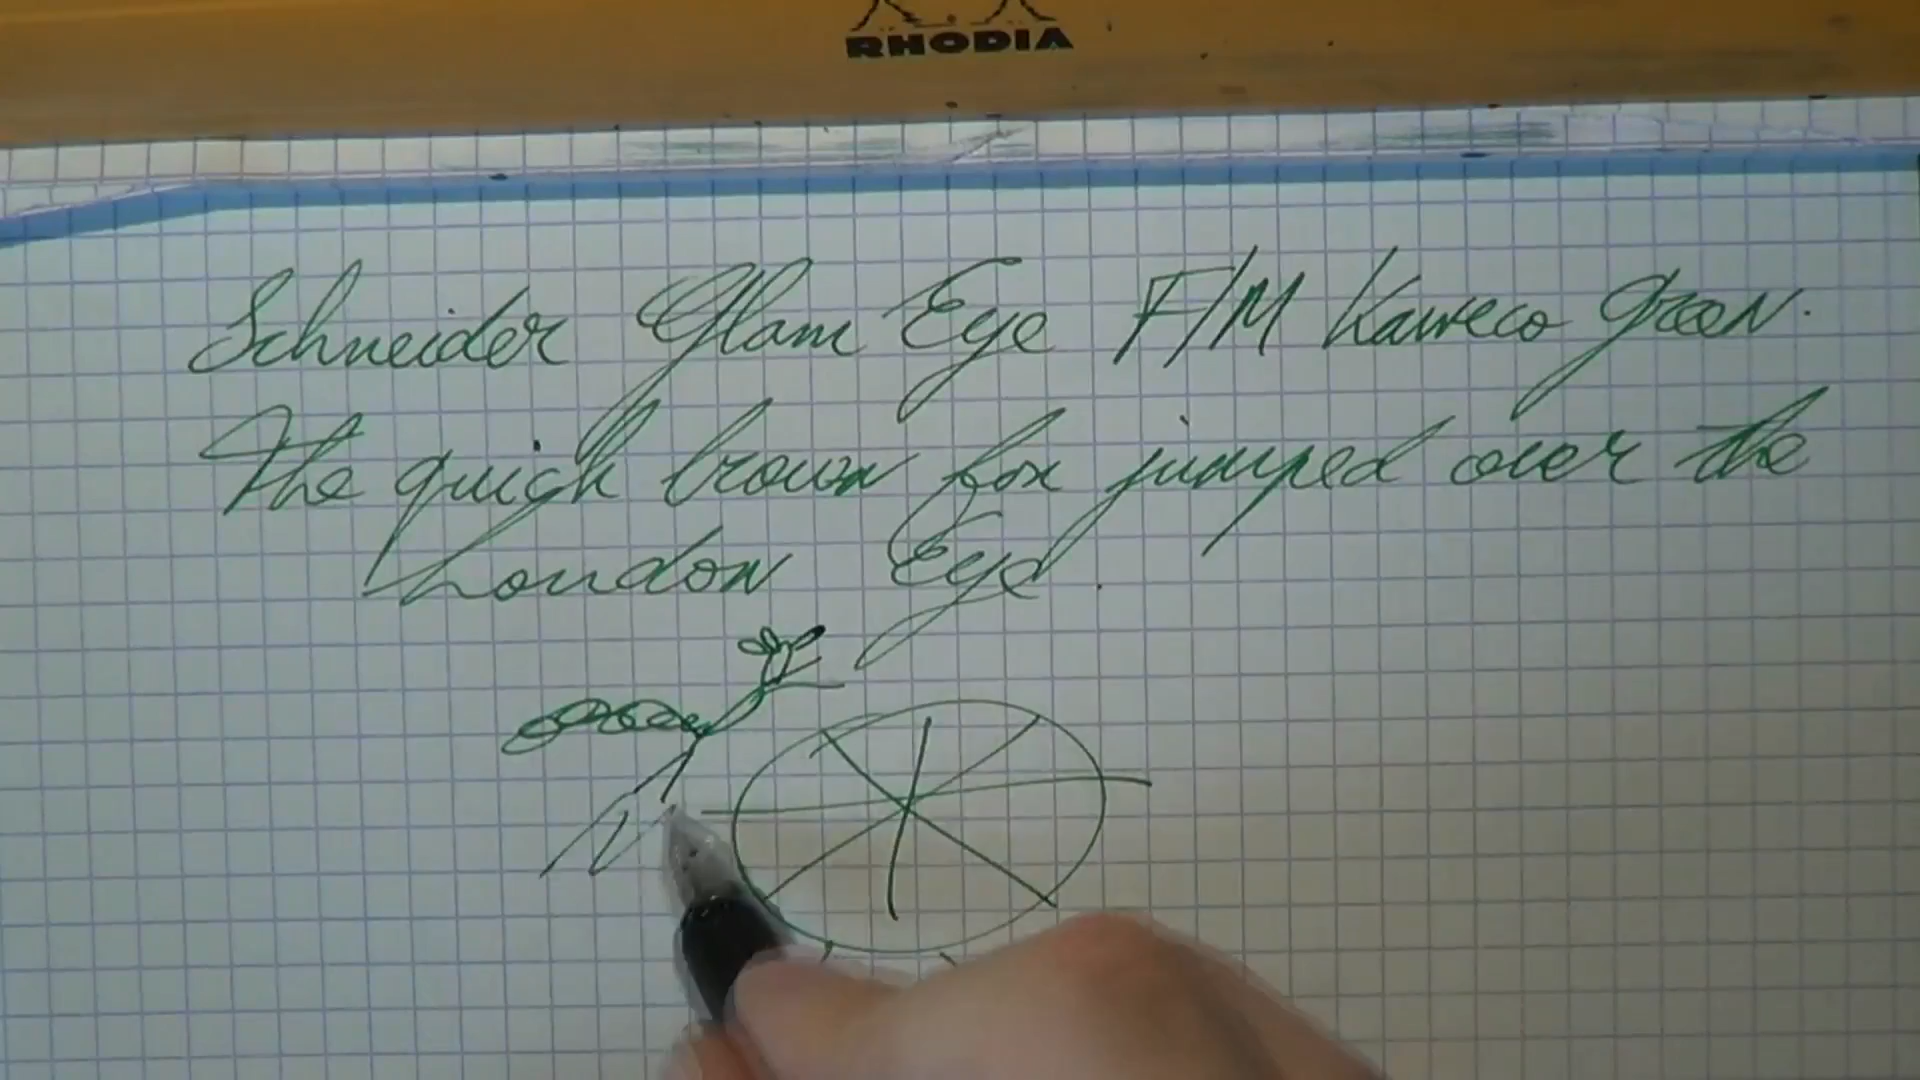 RHODIA
Schneider Glam Eye F/M Kaweco Green.
The quick brown fox jumped over the
London Eye.